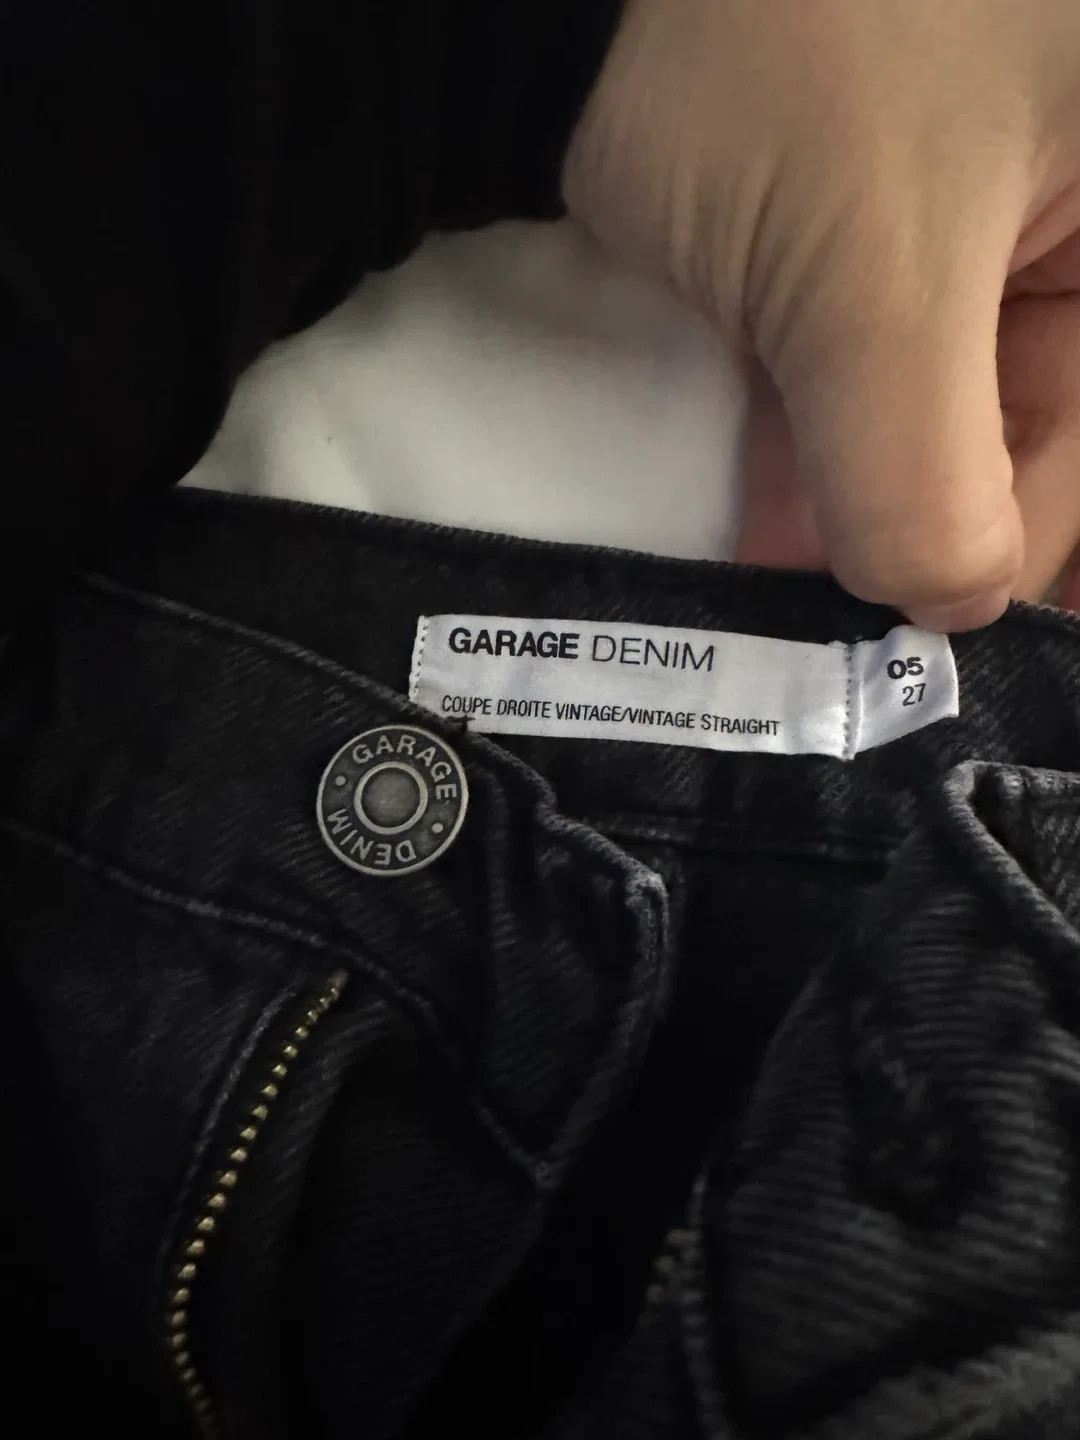 GARAGE DENIM
COUPE DROITE VINTAGE/VINTAGE STRAIGHT
05
27
GARAGE
DENIM